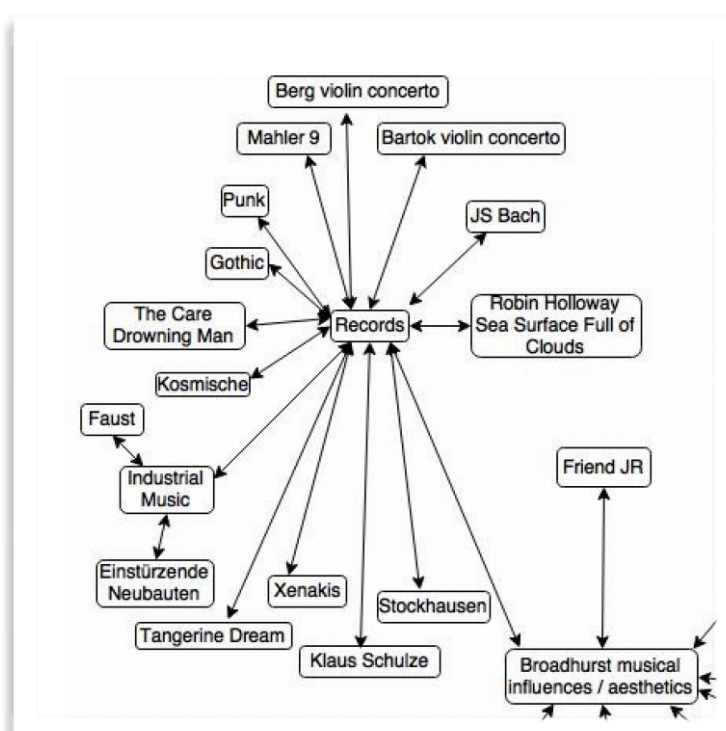 Berg violin concerto
Mahler 9
Bartok violin concerto
Punk
JS Bach
Gothic
The Care
Drowning Man
Records
Robin Holloway
Sea Surface Full of
Clouds
Kosmische
Faust
Industrial
Music
Friend JR
Einstürzende
Neubauten
Xenakis
Stockhausen
Tangerine Dream
Klaus Schulze
Broadhurst musical
influences / aesthetics